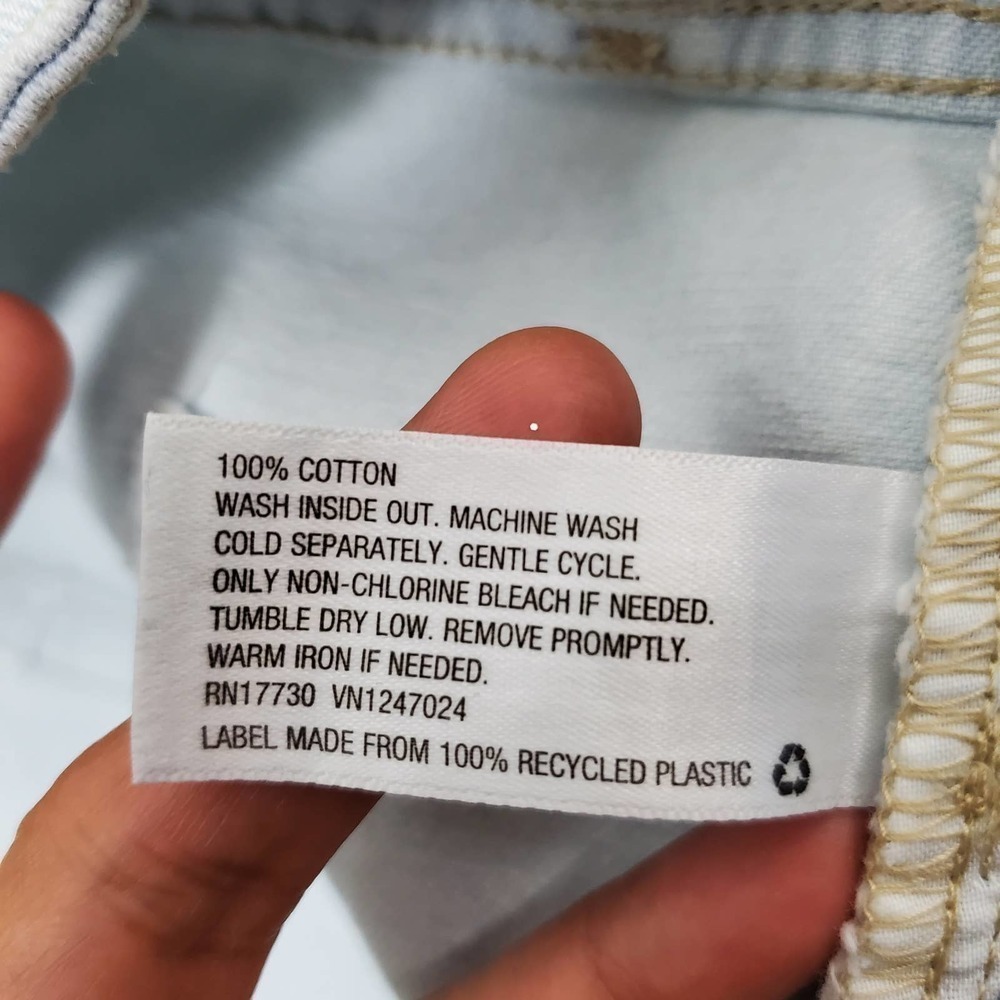 100% COTTON
WASH INSIDE OUT. MACHINE WASH
COLD SEPARATELY. GENTLE CYCLE.
ONLY NON-CHLORINE BLEACH IF NEEDED.
TUMBLE DRY LOW. REMOVE PROMPTLY.
WARM IRON IF NEEDED.
RN17730 VN1247024
LABEL MADE FROM 100% RECYCLED PLASTIC